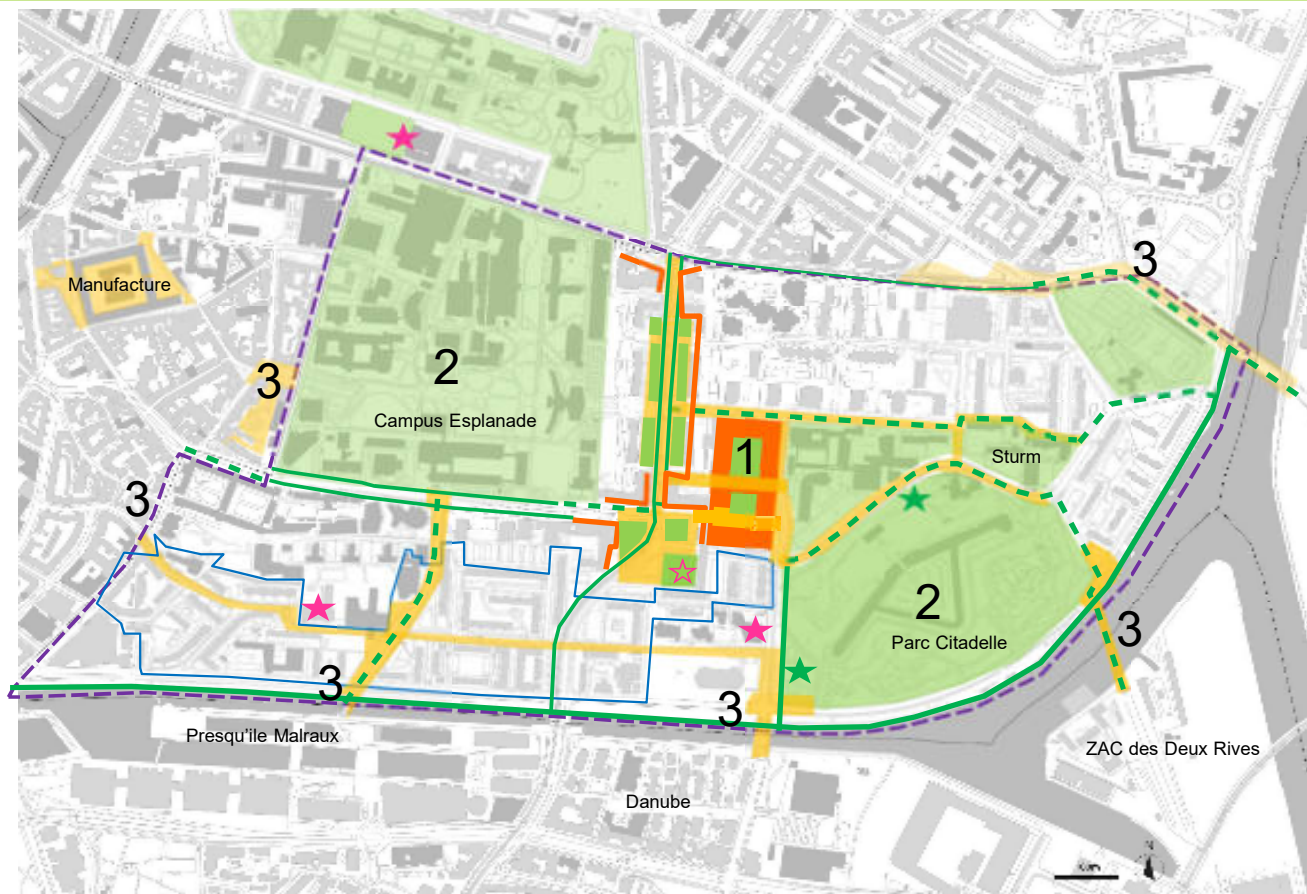 3
Manufacture
3
2
Campus Esplanade
1
Sturm
3
2
Parc Citadelle
3
3
3
Presqu'ile Malraux
ZAC des Deux Rives
Danube
N